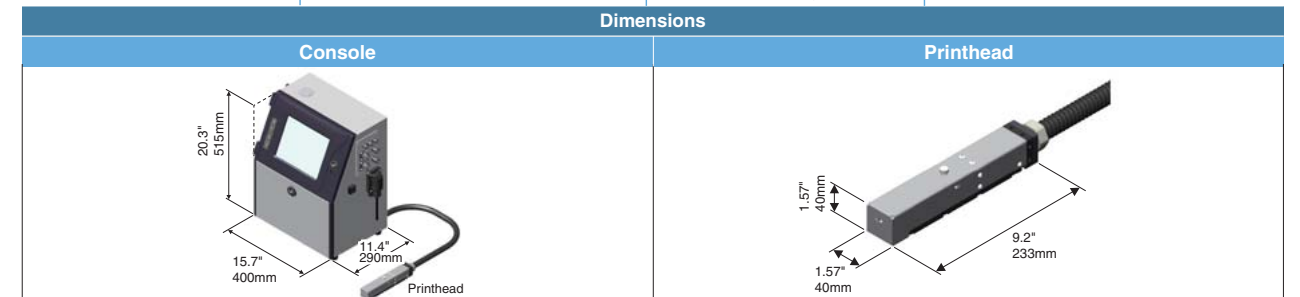 Dimensions
Console
Printhead
20.3"
515mm
15.7"
400mm
11.4"
290mm
Printhead
1.57"
40mm
1.57"
40mm
9.2"
233mm